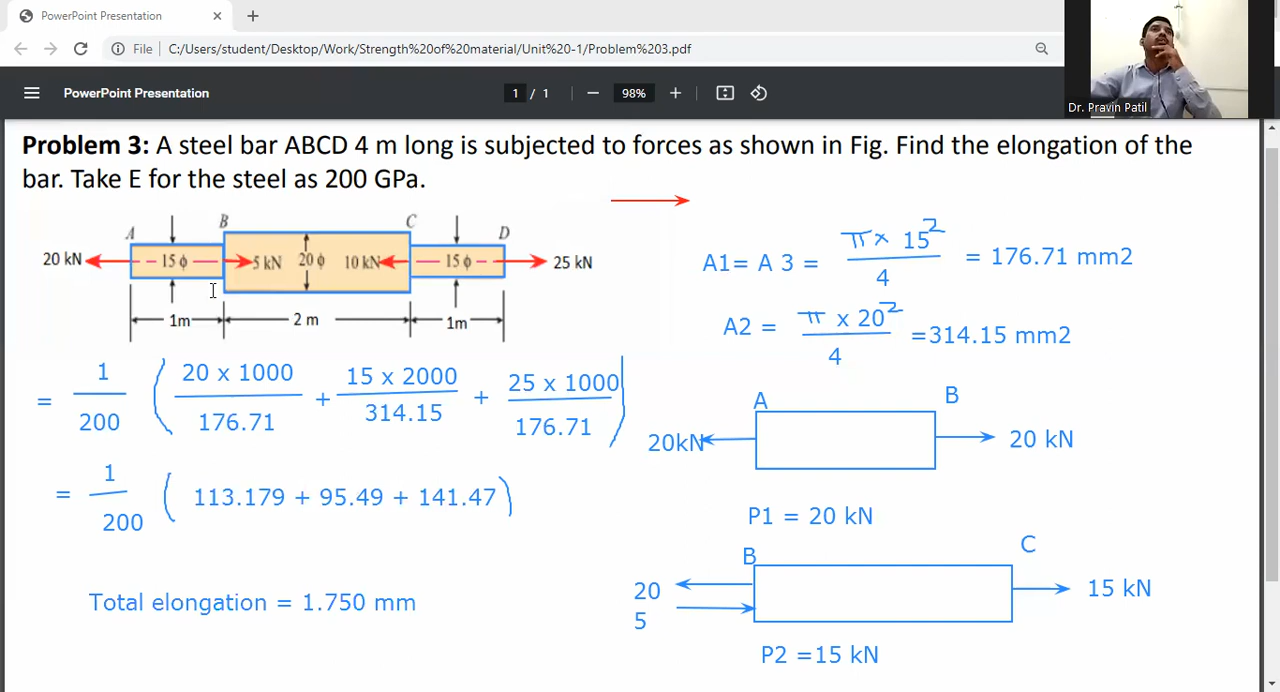 PowerPoint Presentation
File C:/Users/student/Desktop/Work/Strength%20of%20material/Unit%20-1/Problem%203.pdf
PowerPoint Presentation
1 / 1
98%
Dr. Pravin Patil
Problem 3: A steel bar ABCD 4 m long is subjected to forces as shown in Fig. Find the elongation of the
bar. Take E for the steel as 200 GPa.
A B C D
20 kN 15 ϕ 5 kN 20 ϕ 10 kN 15 ϕ 25 kN
1m 2 m 1m
= 1/200 ( 20 x 1000/176.71 + 15 x 2000/314.15 + 25 x 1000/176.71 )
= 1/200 ( 113.179 + 95.49 + 141.47 )
Total elongation = 1.750 mm
A1= A 3 = π x 15²/4 = 176.71 mm2
A2 = π x 20²/4 =314.15 mm2
A B
20kN 20 kN
P1 = 20 kN
B C
20
5
15 kN
P2 =15 kN